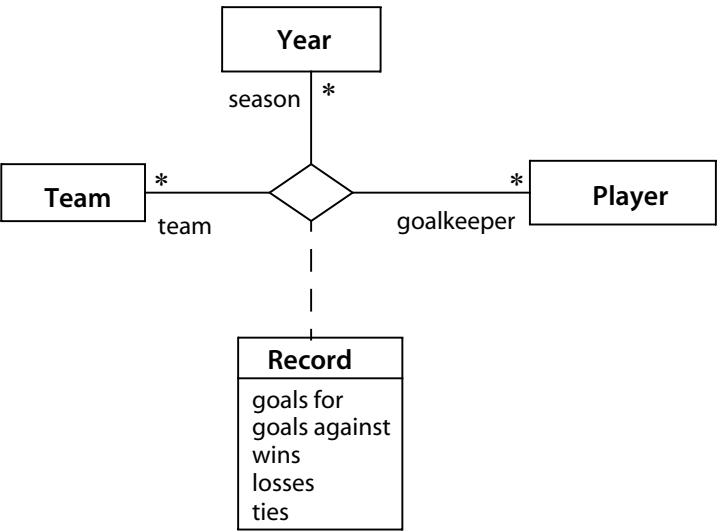 Year
season *
Team
*
team
*
goalkeeper
Player
Record
goals for
goals against
wins
losses
ties